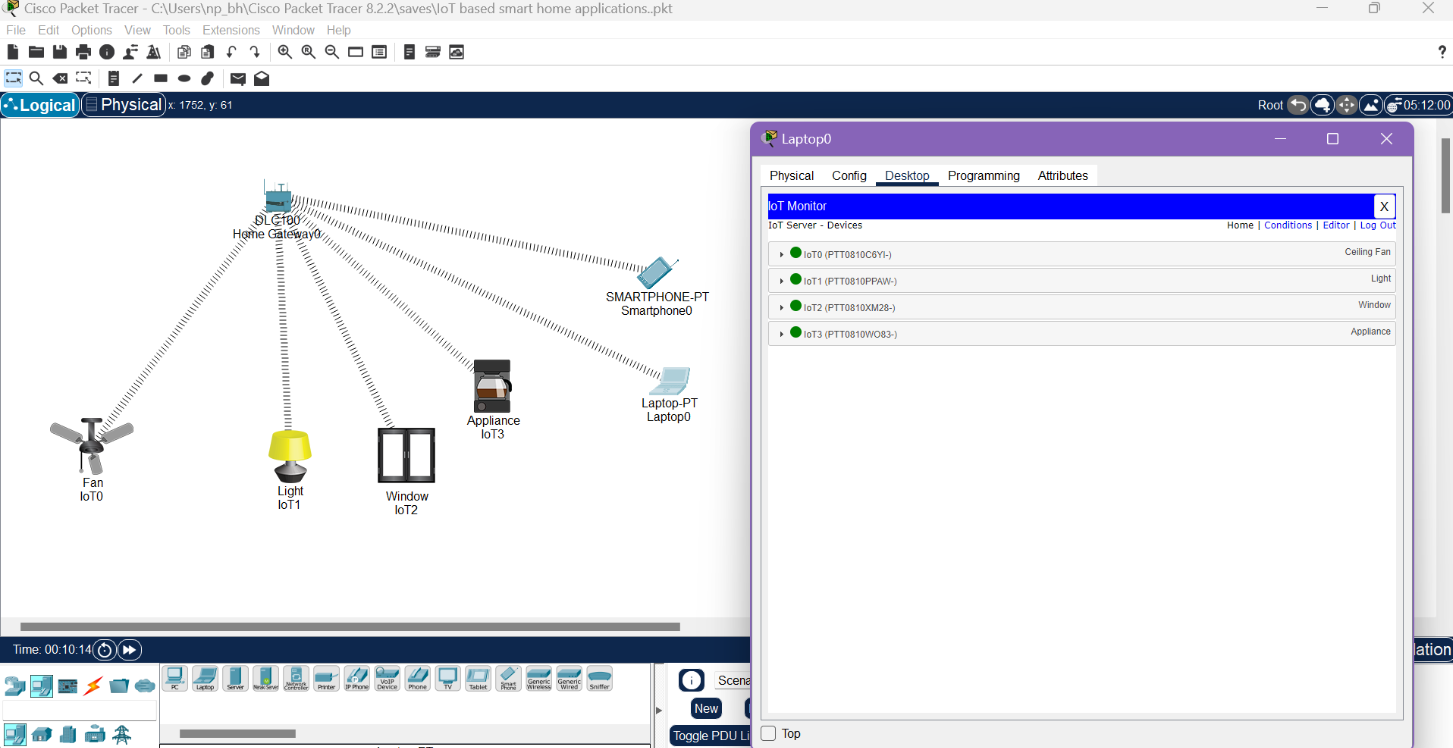 Cisco Packet Tracer - C:\Users\np_bh\Cisco Packet Tracer 8.2.2\saves\IoT based smart home applications..pkt
File Edit Options View Tools Extensions Window Help
?
Logical Physical x: 1752, y: 61 Root 05:12:00
Laptop0
Physical Config Desktop Programming Attributes
IoT Monitor X
IoT Server - Devices Home | Conditions | Editor | Log Out
IoT0 (PTT0810C6YI-) Ceiling Fan
IoT1 (PTT0810PPAW-) Light
IoT2 (PTT0810XM28-) Window
IoT3 (PTT0810WO83-) Appliance
DLC100
Home Gateway0
SMARTPHONE-PT
Smartphone0
Laptop-PT
Laptop0
Appliance
IoT3
Fan
IoT0
Light
IoT1
Window
IoT2
Time: 00:10:14
PC Laptop Server Printer IP Phone VoIP Device Phone TV Tablet Smart Phone Generic Wireless Generic Wired Sniffer
Scena
New
Toggle PDU Li
Top
lation